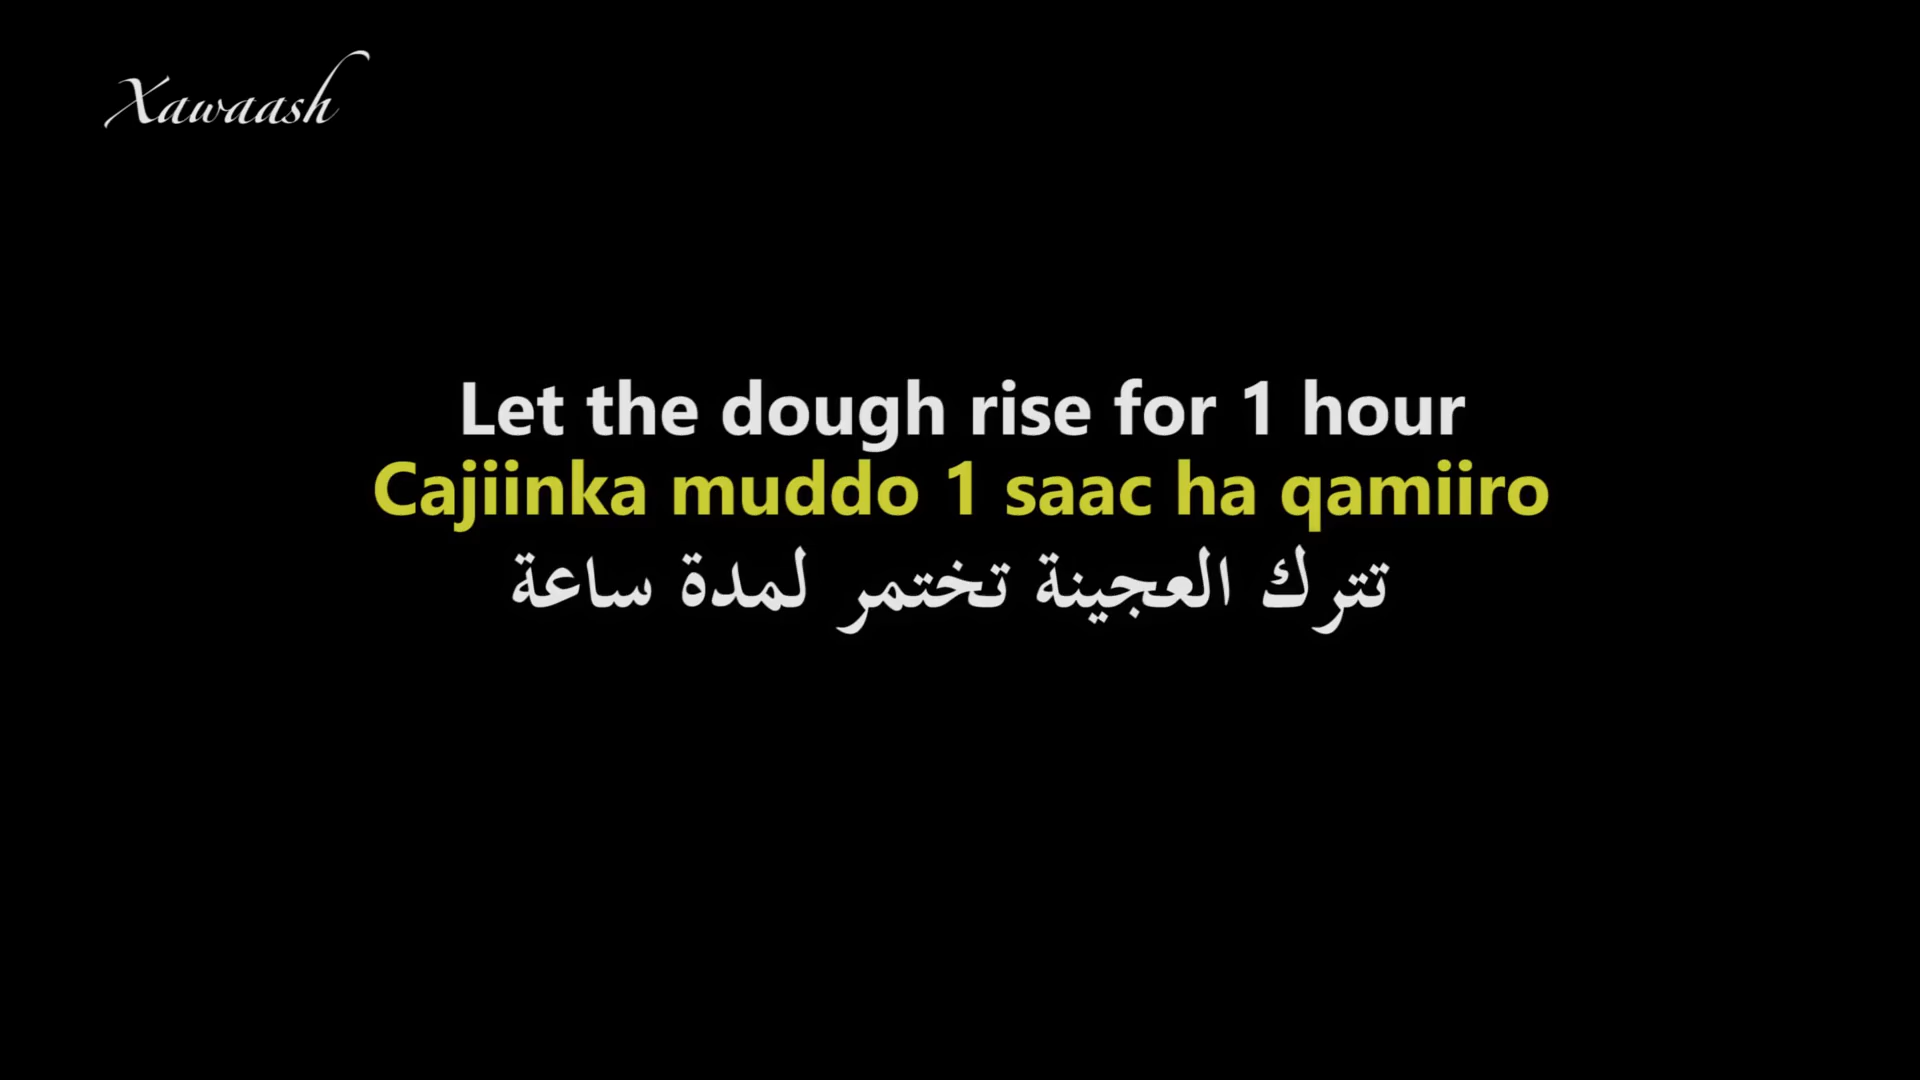 Xawaash
Let the dough rise for 1 hour
Cajiinka muddo 1 saac ha qamiiro
تترك العجينة تختمر لمدة ساعة